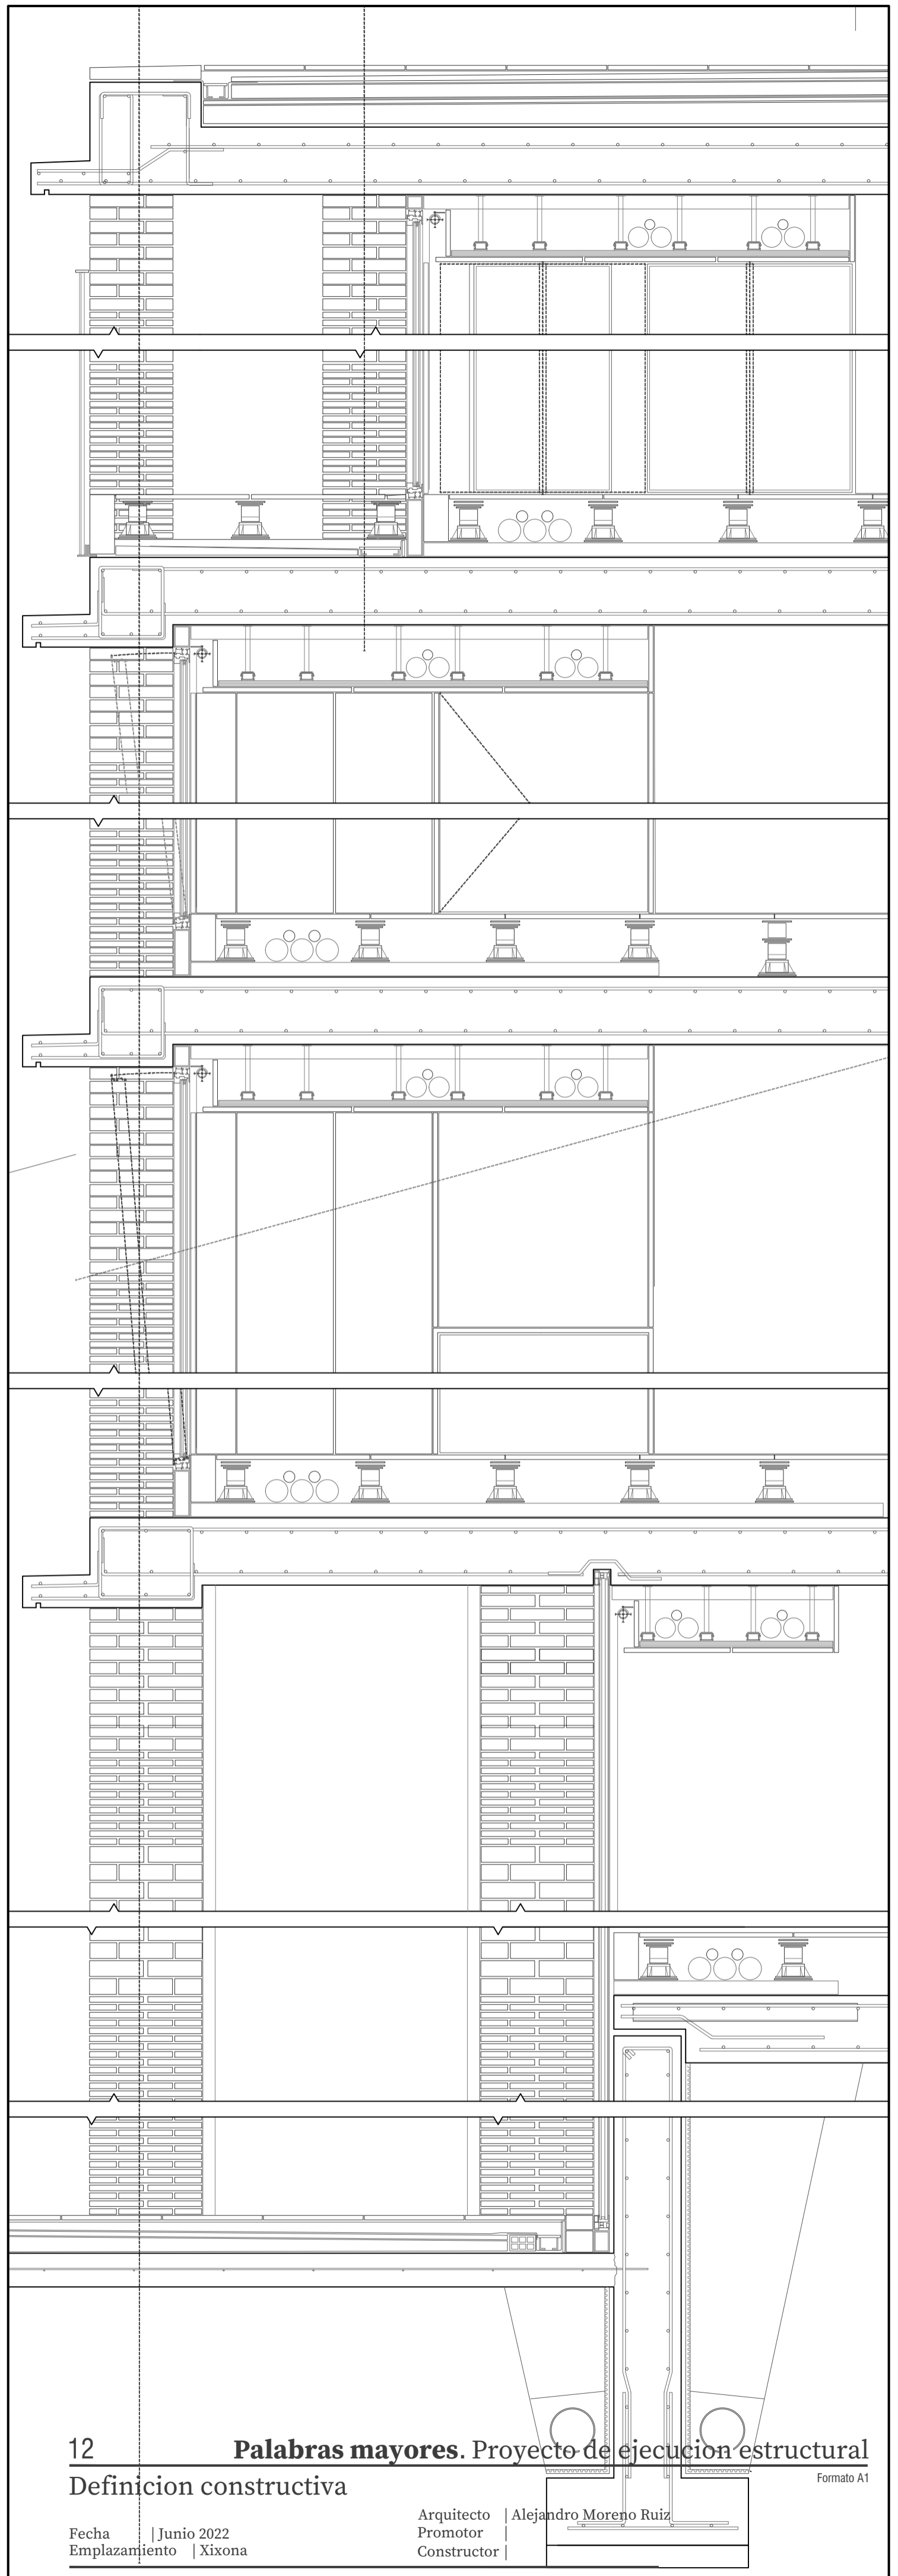 12 Palabras mayores. Proyecto de ejecucion estructural
Definicion constructiva
Formato A1
Arquitecto | Alejandro Moreno Ruiz
Fecha | Junio 2022
Promotor |
Emplazamiento | Xixona
Constructor |